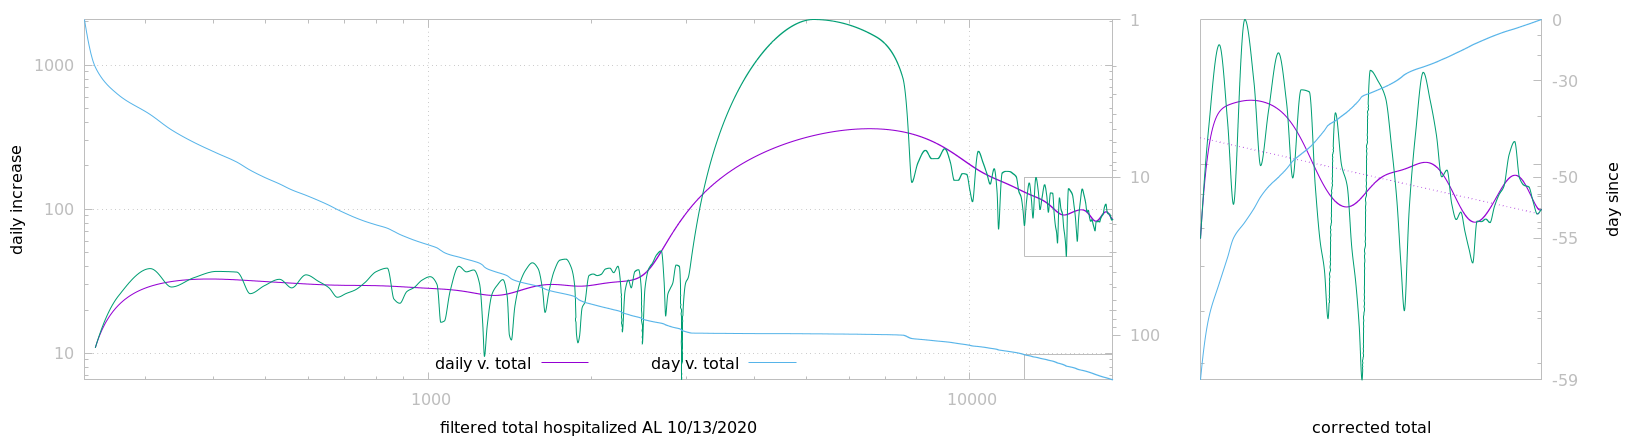 1000
100
10
daily increase
1000
10000
1
10
100
daily v. total
day v. total
filtered total hospitalized AL 10/13/2020
0
-30
-50
-55
-59
day since
corrected total